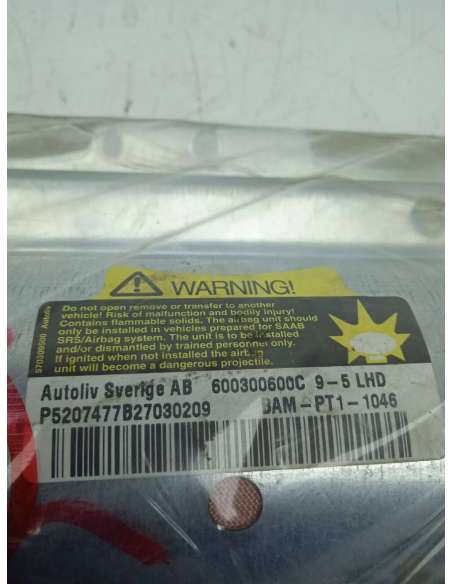 WARNING!
Do not open remove or transfer to another
vehicle! Risk of malfunction and bodily injury!
Contains flammable solids. The airbag unit should
only be installed in vehicles prepared for SAAB
SRS/Airbag system. The unit is to be installed
and/or dismantled by trained personnel only.
If ignited when not installed the airbag
unit will become a dangerous projectile.
Autoliv
Autoliv Sverige AB 600300600C 9-5 LHD
P5207477B27030209 BAM-PT1-1046